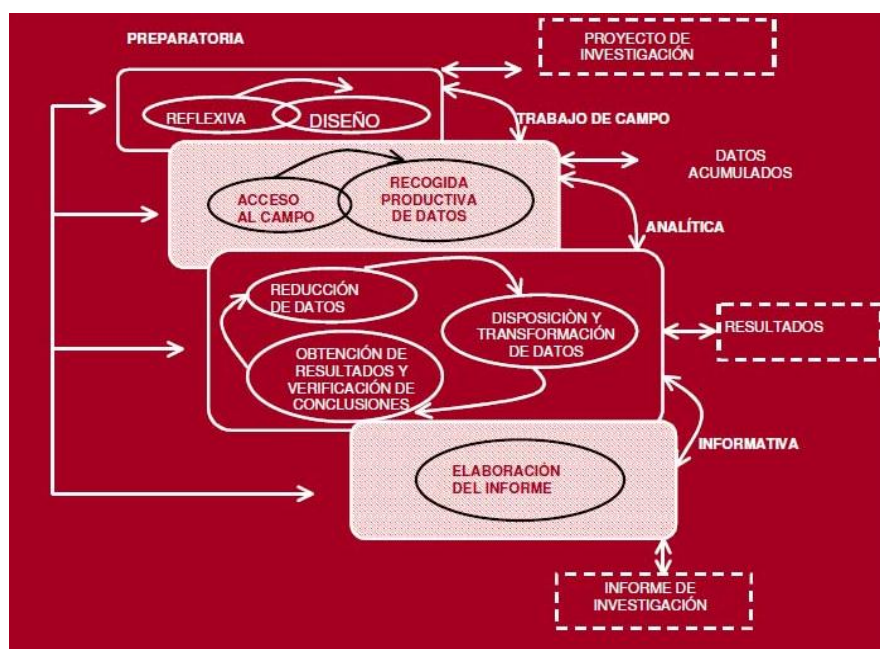 PREPARATORIA
PROYECTO DE
INVESTIGACIÓN
REFLEXIVA
DISEÑO
TRABAJO DE CAMPO
ACCESO
AL CAMPO
RECOGIDA
PRODUCTIVA
DE DATOS
DATOS
ACUMULADOS
ANALÍTICA
REDUCCIÓN
DE DATOS
DISPOSICIÒN Y
TRANSFORMACIÓN
DE DATOS
OBTENCIÓN DE
RESULTADOS Y
VERIFICACIÓN DE
CONCLUSIONES
RESULTADOS
INFORMATIVA
ELABORACIÒN
DEL INFORME
INFORME DE
INVESTIGACIÓN